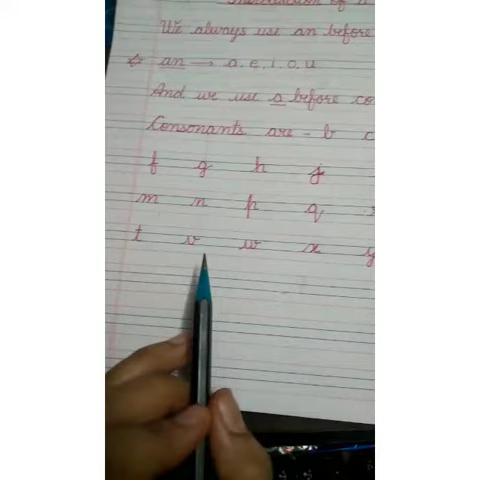 We always use an before
an → a, e, i, o, u
And we use a before
Consonants are - b c
f g h j
m n p q
t v w x y